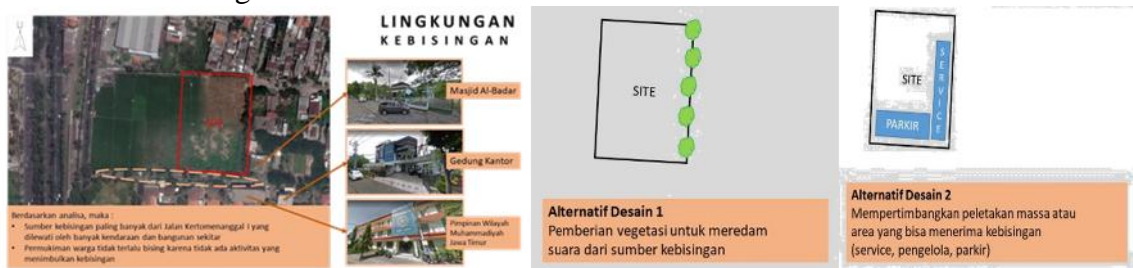 LINGKUNGAN
KEBISINGAN
Masjid Al-Badar
Gedung Kantor
Pimpinan Wilayah
Muhammadiyah
Jawa Timur
Berdasarkan analisa, maka :
• Sumber kebisingan paling banyak dari Jalan Kertomenanggal I yang
dilewati oleh banyak kendaraan dan bangunan sekitar
• Permukiman warga tidak terlalu bising karena tidak ada aktivitas yang
menimbulkan kebisingan
SITE
Alternatif Desain 1
Pemberian vegetasi untuk meredam
suara dari sumber kebisingan
SITE
SERVICE
PARKIR
Alternatif Desain 2
Mempertimbangkan peletakan massa atau
area yang bisa menerima kebisingan
(service, pengelola, parkir)